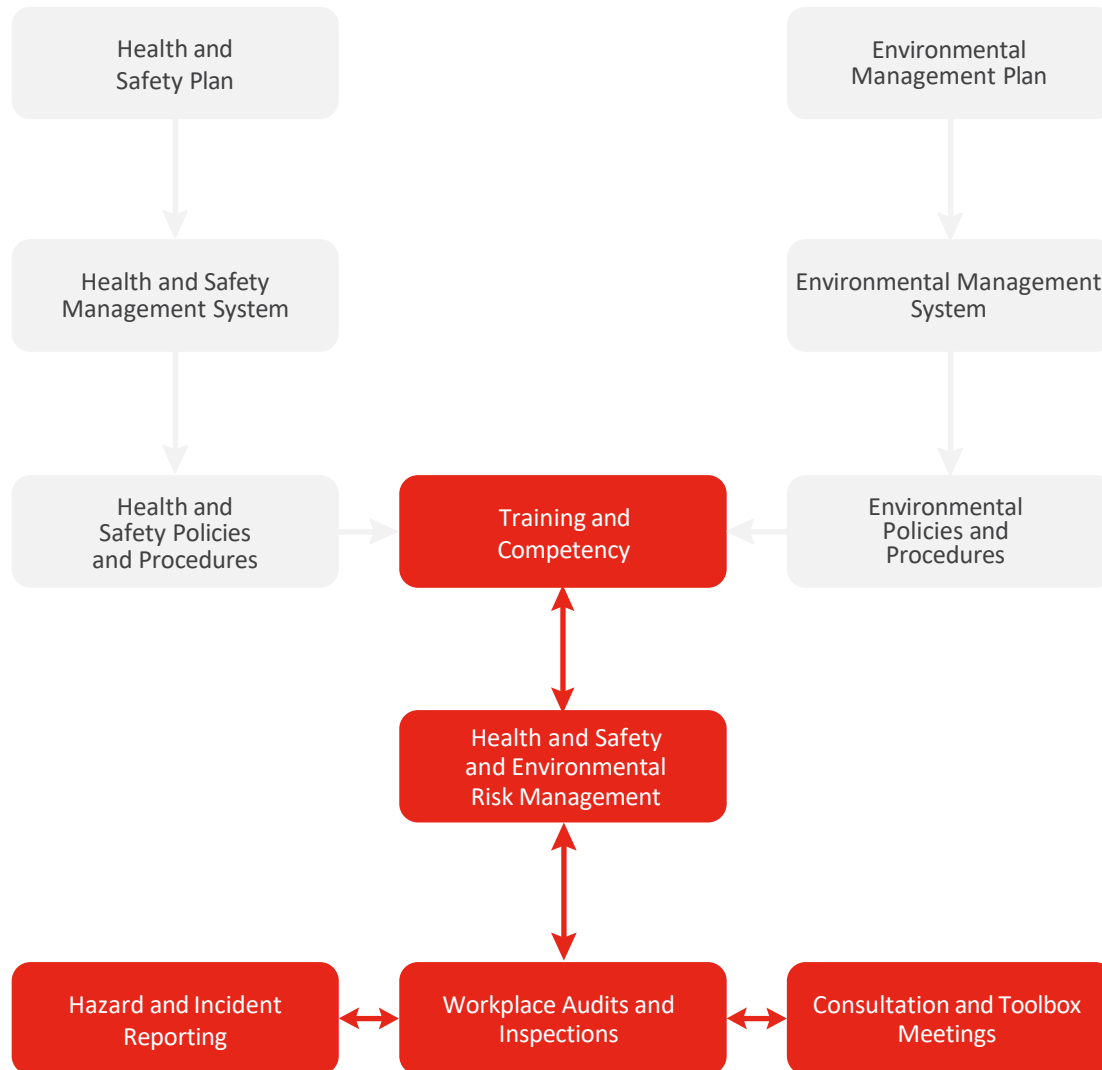 Health and
Safety Plan
Environmental
Management Plan
Health and Safety
Management System
Environmental Management
System
Health and
Safety Policies
and Procedures
Training and
Competency
Environmental
Policies and
Procedures
Health and Safety
and Environmental
Risk Management
Hazard and Incident
Reporting
Workplace Audits and
Inspections
Consultation and Toolbox
Meetings